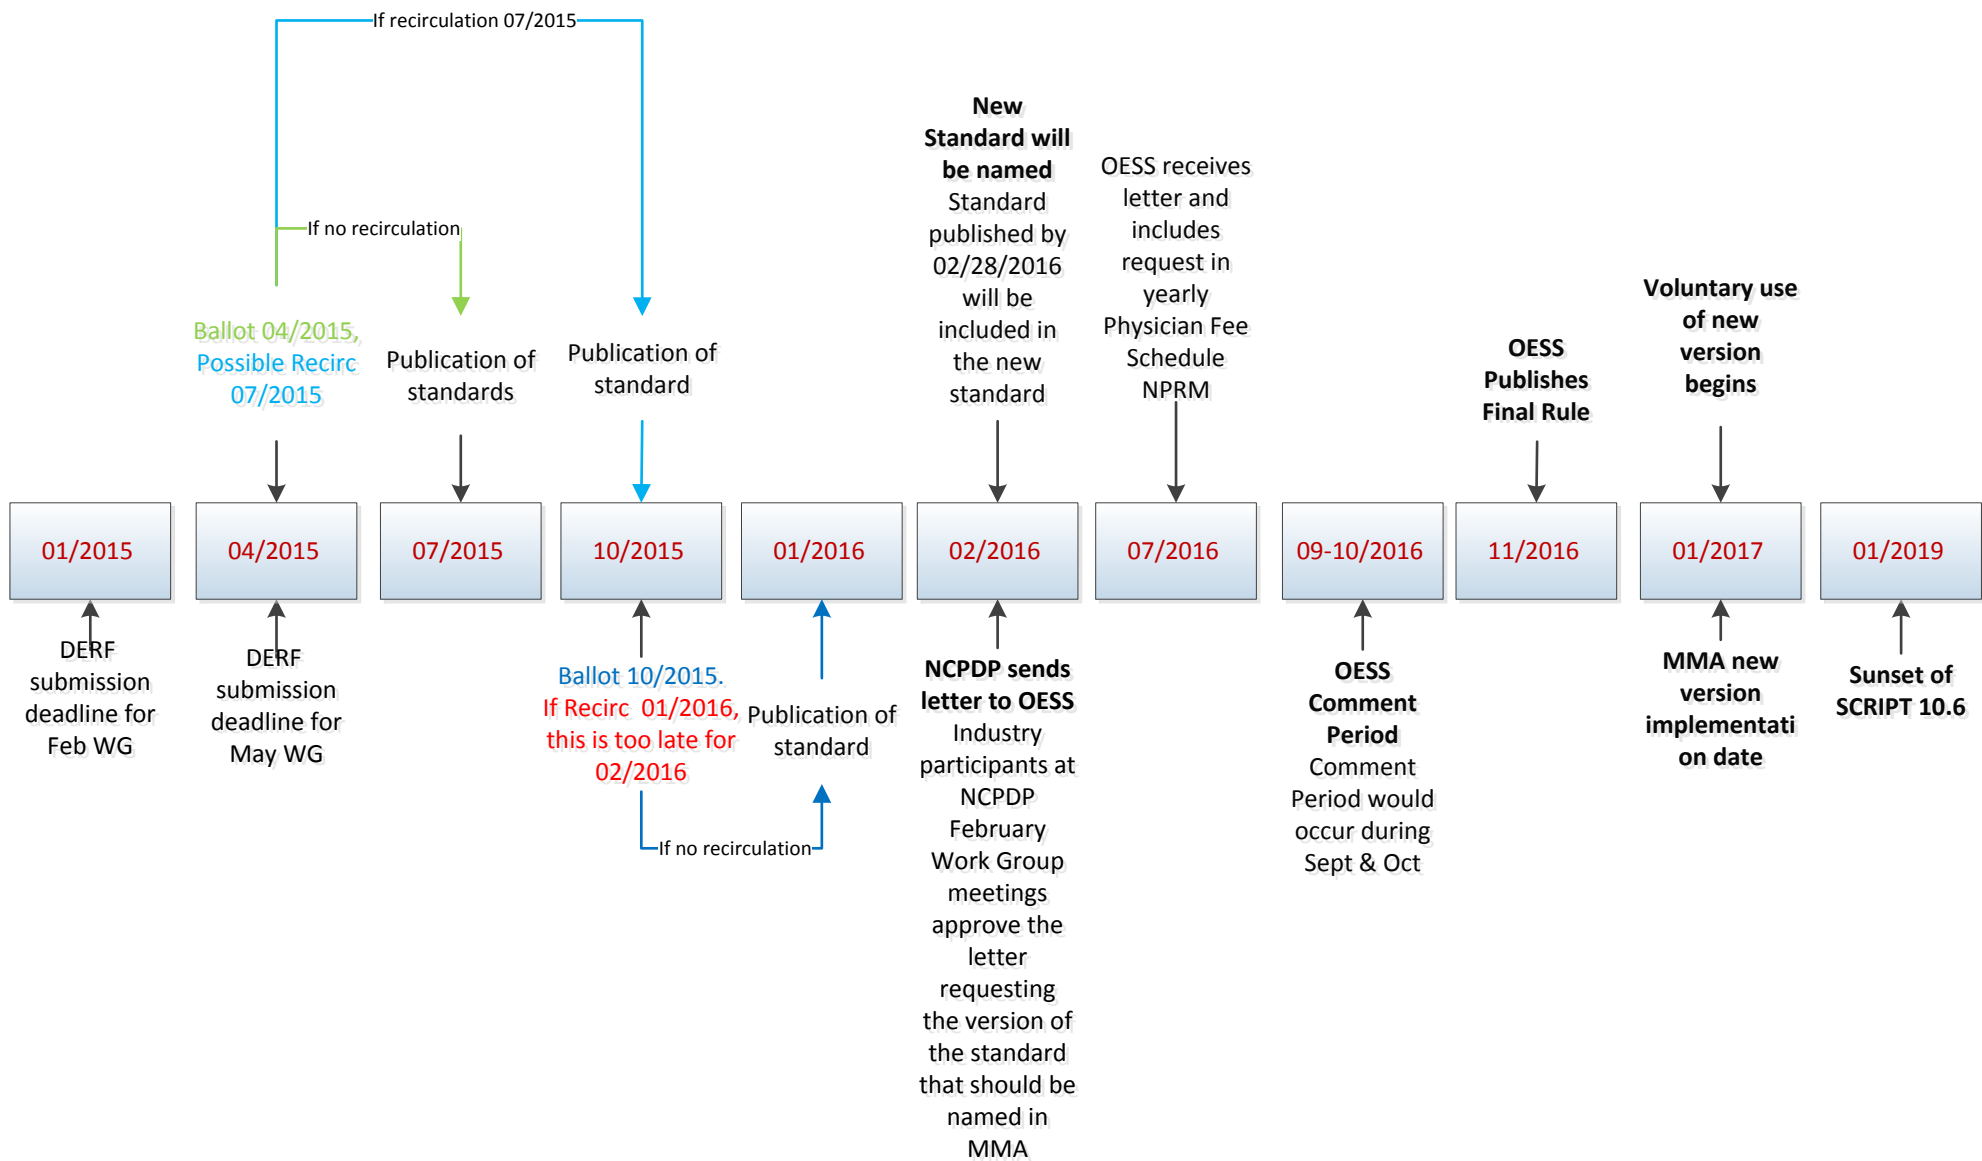 If recirculation 07/2015
If no recirculation
Ballot 04/2015,
Possible Recirc
07/2015
Publication of
standards
Publication of
standard
New
Standard will
be named
Standard
published by
02/28/2016
will be
included in
the new
standard
OESS receives
letter and
includes
request in
yearly
Physician Fee
Schedule
NPRM
OESS
Publishes
Final Rule
Voluntary use
of new
version
begins
01/2015
04/2015
07/2015
10/2015
01/2016
02/2016
07/2016
09-10/2016
11/2016
01/2017
01/2019
DERF
submission
deadline for
Feb WG
DERF
submission
deadline for
May WG
Ballot 10/2015.
If Recirc 01/2016,
this is too late for
02/2016
If no recirculation
Publication of
standard
NCPDP sends
letter to OESS
Industry
participants at
NCPDP
February
Work Group
meetings
approve the
letter
requesting
the version of
the standard
that should be
named in
MMA
OESS
Comment
Period
Comment
Period would
occur during
Sept & Oct
MMA new
version
implementati
on date
Sunset of
SCRIPT 10.6